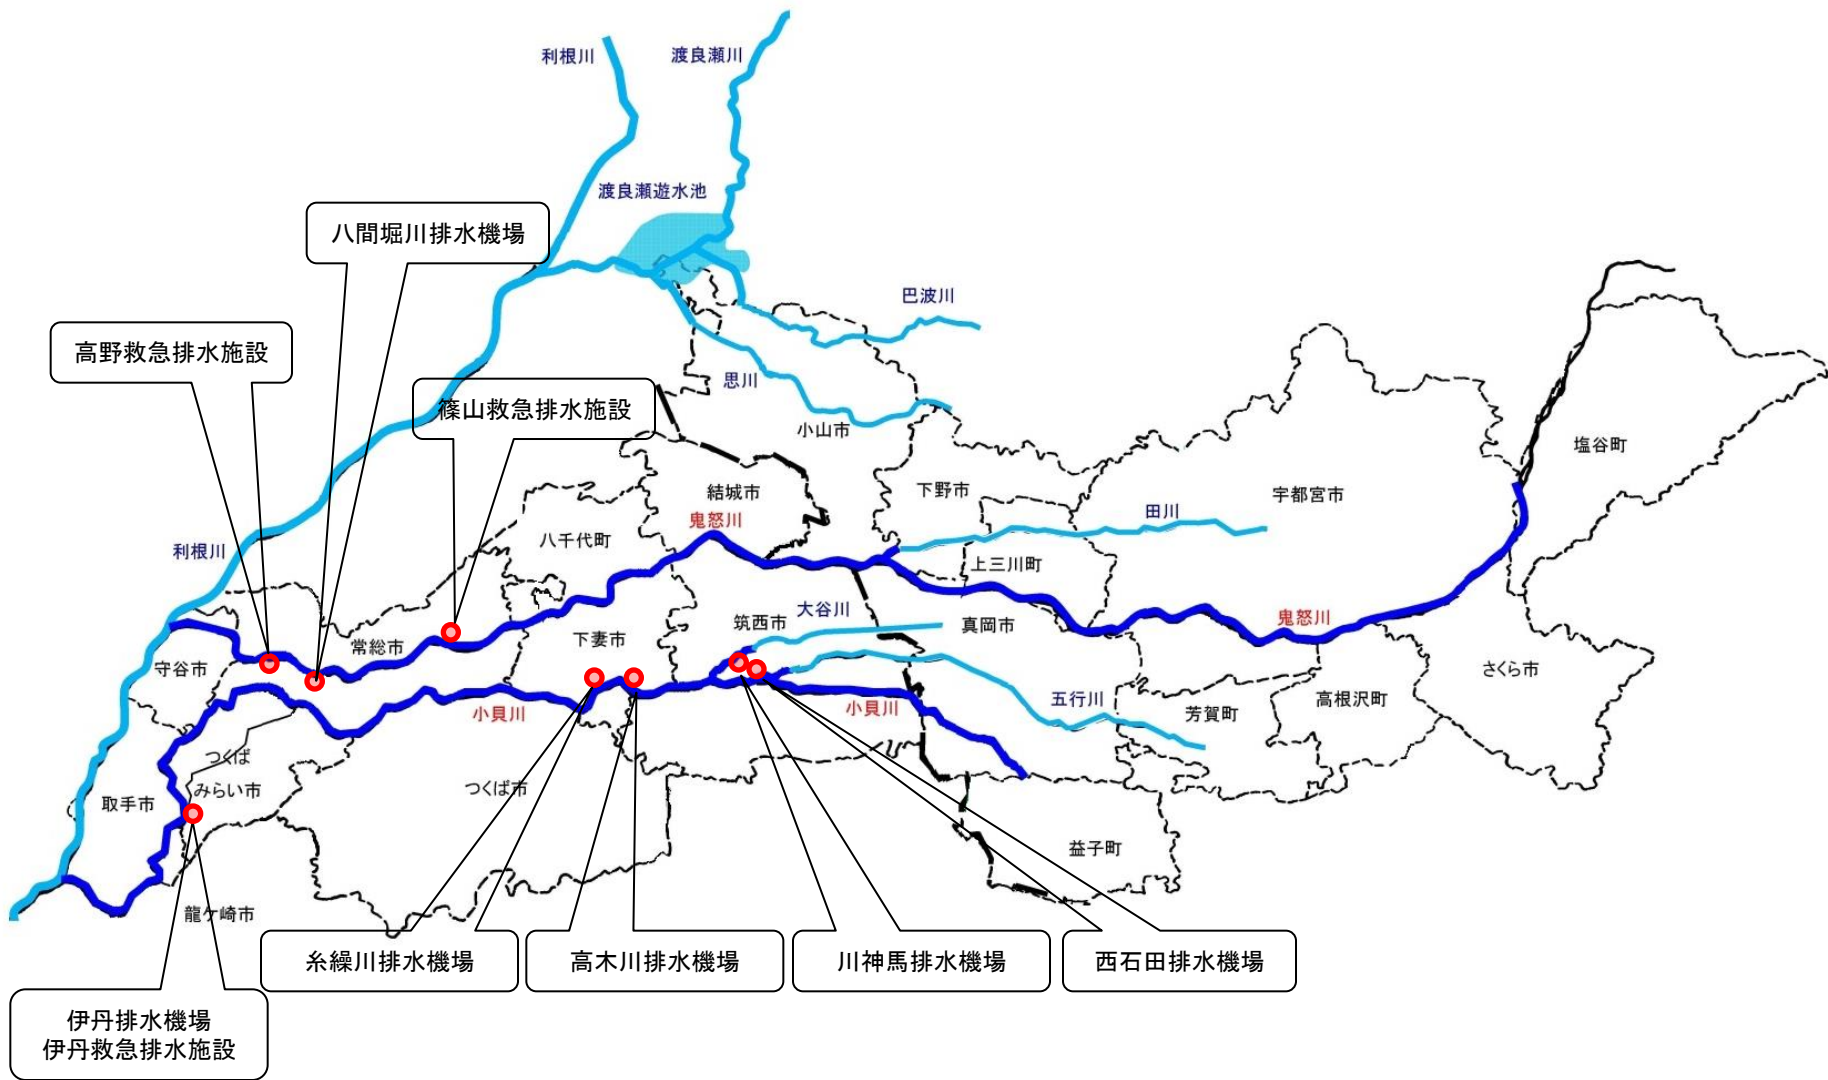 利根川
渡良瀬川
渡良瀬遊水池
八間堀川排水機場
巴波川
高野救急排水施設
思川
篠山救急排水施設
小山市
塩谷町
結城市
下野市
宇都宮市
鬼怒川
田川
八千代町
利根川
上三川町
大谷川
鬼怒川
筑西市
真岡市
常総市
下妻市
守谷市
さくら市
五行川
高根沢町
小貝川
小貝川
芳賀町
つくば
みらい市
つくば市
取手市
益子町
龍ケ崎市
糸繰川排水機場
高木川排水機場
川神馬排水機場
西石田排水機場
伊丹排水機場
伊丹救急排水施設